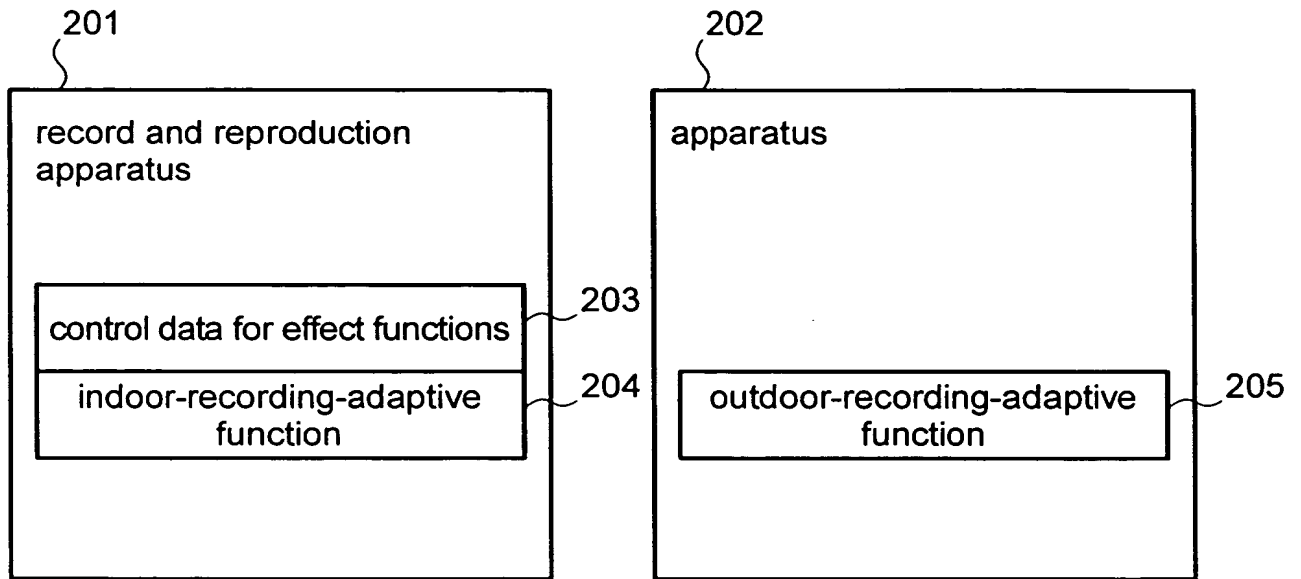 201
202
record and reproduction
apparatus
apparatus
control data for effect functions
203
indoor-recording-adaptive
function
204
outdoor-recording-adaptive
function
205